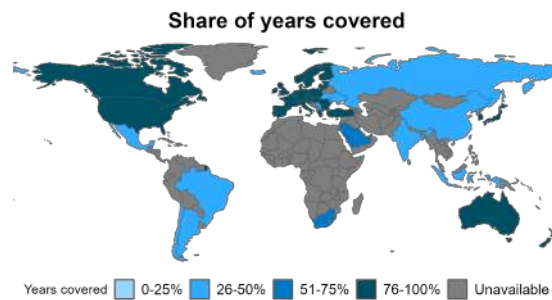 Share of years covered
Years covered 0-25% 26-50% 51-75% 76-100% Unavailable